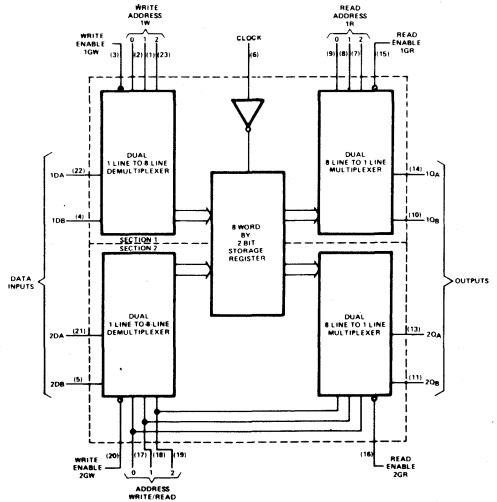 WRITE
ADDRESS
1W
READ
ADDRESS
1R
WRITE
ENABLE
1GW
0 1 2
CLOCK
0 1 2
READ
ENABLE
1GR
(3) (2) (1) (23)
(6)
(9) (8) (7) (15)
DUAL
1 LINE TO 8 LINE
DEMULTIPLEXER
DUAL
8 LINE TO 1 LINE
MULTIPLEXER
1DA (22)
(14) 1QA
1DB (4)
(10) 1QB
8 WORD
BY
2 BIT
STORAGE
REGISTER
SECTION 1
SECTION 2
DATA
INPUTS
OUTPUTS
DUAL
1 LINE TO 8-LINE
DEMULTIPLEXER
DUAL
8 LINE TO 1 LINE
MULTIPLEXER
2DA (21)
(13) 2QA
2DB (5)
(11) 2QB
(20) (17) (18) (19)
(16)
WRITE
ENABLE
2GW
0 1 2
ADDRESS
WRITE/READ
READ
ENABLE
2GR